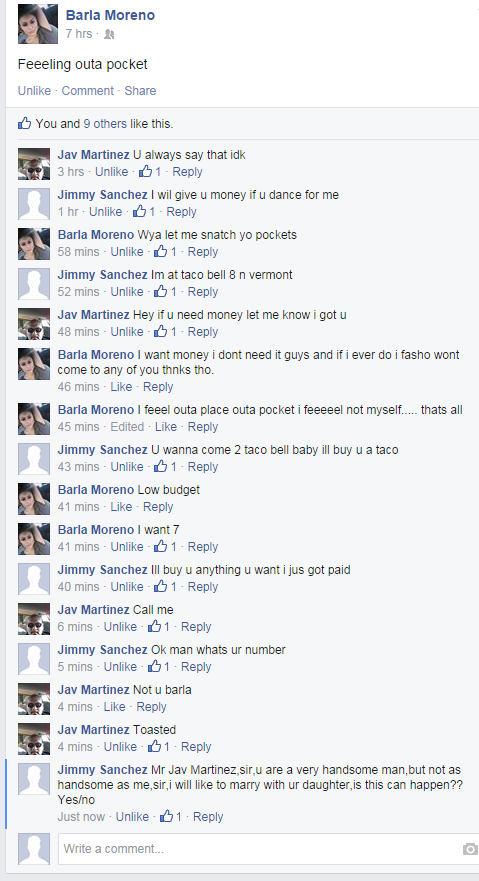 Barla Moreno
7 hrs ·
Feeeling outa pocket
Unlike · Comment · Share
You and 9 others like this.
Jav Martinez U always say that idk
3 hrs · Unlike · 1 · Reply
Jimmy Sanchez I wil give u money if u dance for me
1 hr · Unlike · 1 · Reply
Barla Moreno Wya let me snatch yo pockets
58 mins · Unlike · 1 · Reply
Jimmy Sanchez Im at taco bell 8 n vermont
52 mins · Unlike · 1 · Reply
Jav Martinez Hey if u need money let me know i got u
48 mins · Unlike · 1 · Reply
Barla Moreno I want money i dont need it guys and if i ever do i fasho wont
come to any of you thnks tho.
46 mins · Like · Reply
Barla Moreno I feeel outa place outa pocket i feeeeel not myself..... thats all
45 mins · Edited · Like · Reply
Jimmy Sanchez U wanna come 2 taco bell baby ill buy u a taco
43 mins · Unlike · 1 · Reply
Barla Moreno Low budget
41 mins · Like · Reply
Barla Moreno I want 7
41 mins · Unlike · 1 · Reply
Jimmy Sanchez Ill buy u anything u want i jus got paid
40 mins · Unlike · 1 · Reply
Jav Martinez Call me
6 mins · Unlike · 1 · Reply
Jimmy Sanchez Ok man whats ur number
5 mins · Unlike · 1 · Reply
Jav Martinez Not u barla
4 mins · Like · Reply
Jav Martinez Toasted
4 mins · Unlike · 1 · Reply
Jimmy Sanchez Mr Jav Martinez,sir,u are a very handsome man,but not as
handsome as me,sir,i will like to marry with ur daughter,is this can happen??
Yes/no
Just now · Unlike · 1 · Reply
Write a comment...